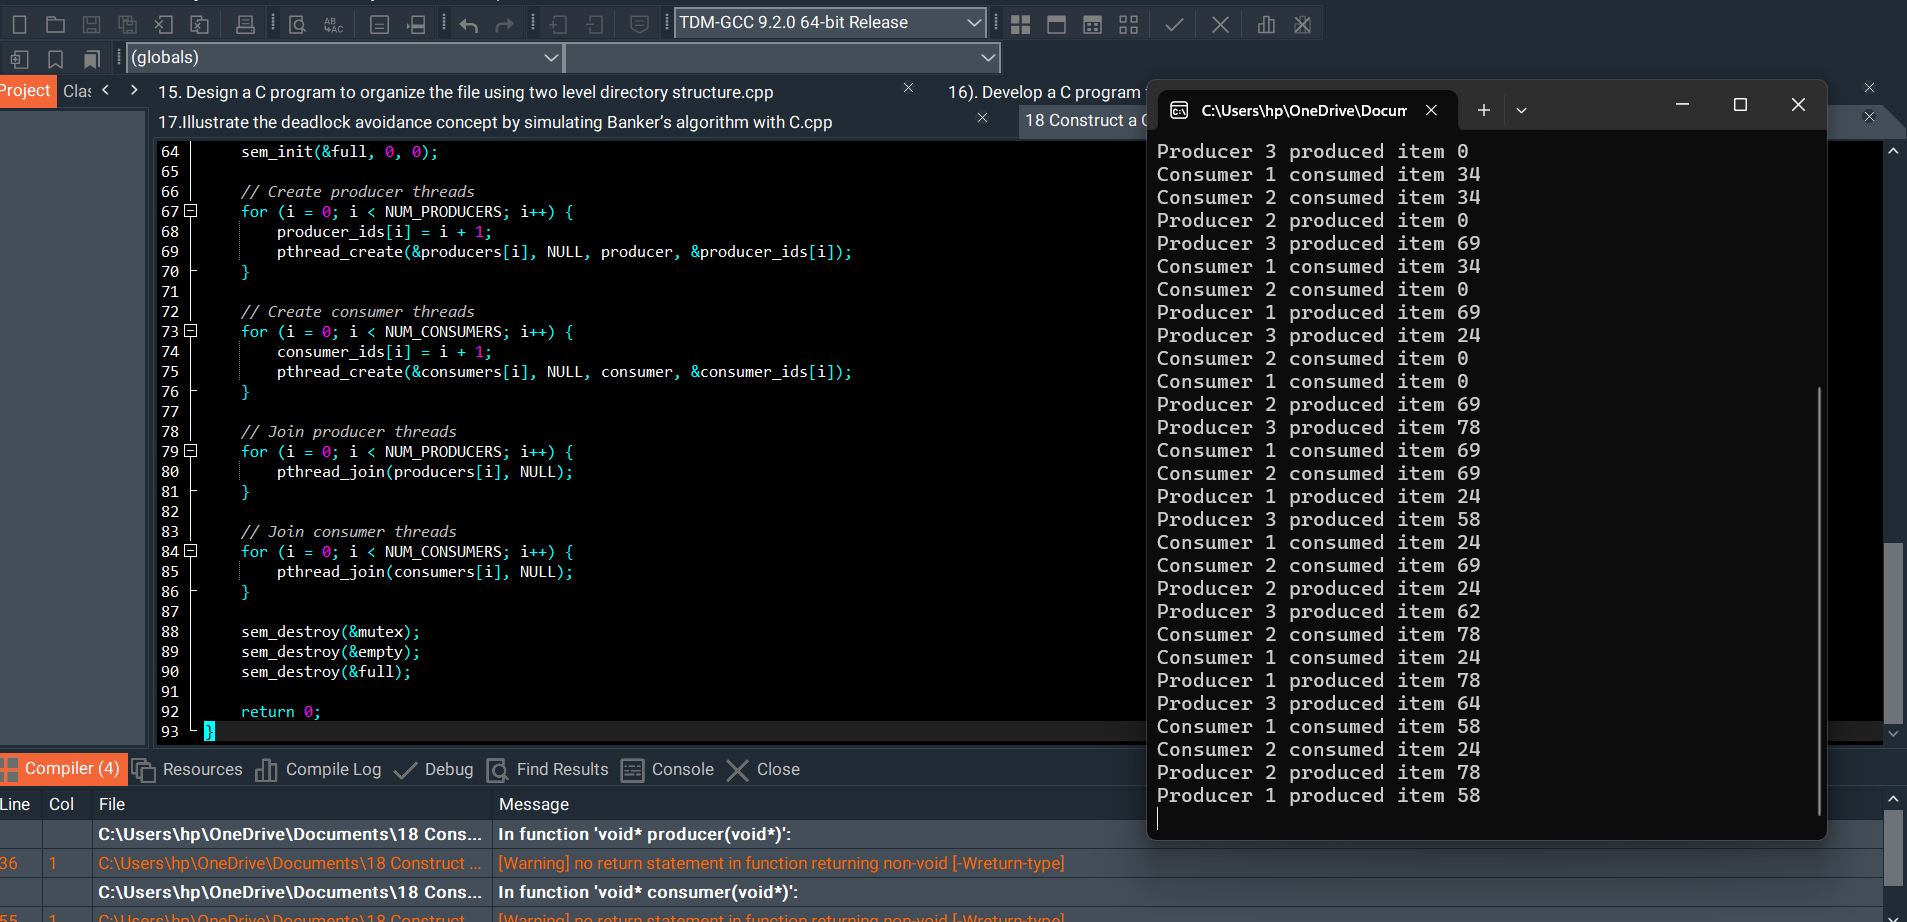 TDM-GCC 9.2.0 64-bit Release
(globals)
Project
15. Design a C program to organize the file using two level directory structure.cpp
16). Develop a C program
17.Illustrate the deadlock avoidance concept by simulating Banker’s algorithm with C.cpp
18 Construct a C
64 sem_init(&full, 0, 0);
65
66 // Create producer threads
67 for (i = 0; i < NUM_PRODUCERS; i++) {
68 producer_ids[i] = i + 1;
69 pthread_create(&producers[i], NULL, producer, &producer_ids[i]);
70 }
71
72 // Create consumer threads
73 for (i = 0; i < NUM_CONSUMERS; i++) {
74 consumer_ids[i] = i + 1;
75 pthread_create(&consumers[i], NULL, consumer, &consumer_ids[i]);
76 }
77
78 // Join producer threads
79 for (i = 0; i < NUM_PRODUCERS; i++) {
80 pthread_join(producers[i], NULL);
81 }
82
83 // Join consumer threads
84 for (i = 0; i < NUM_CONSUMERS; i++) {
85 pthread_join(consumers[i], NULL);
86 }
87
88 sem_destroy(&mutex);
89 sem_destroy(&empty);
90 sem_destroy(&full);
91
92 return 0;
93 }
C:\Users\hp\OneDrive\Docum
Producer 3 produced item 0
Consumer 1 consumed item 34
Consumer 2 consumed item 34
Producer 2 produced item 0
Producer 3 produced item 69
Consumer 1 consumed item 34
Consumer 2 consumed item 0
Producer 1 produced item 69
Producer 3 produced item 24
Consumer 2 consumed item 0
Consumer 1 consumed item 0
Producer 2 produced item 69
Producer 3 produced item 78
Consumer 1 consumed item 69
Consumer 2 consumed item 69
Producer 1 produced item 24
Producer 3 produced item 58
Consumer 1 consumed item 24
Consumer 2 consumed item 69
Producer 2 produced item 24
Producer 3 produced item 62
Consumer 2 consumed item 78
Consumer 1 consumed item 24
Producer 1 produced item 78
Producer 3 produced item 64
Consumer 1 consumed item 58
Consumer 2 consumed item 24
Producer 2 produced item 78
Producer 1 produced item 58
Compiler (4) Resources Compile Log Debug Find Results Console Close
Line Col File Message
C:\Users\hp\OneDrive\Documents\18 Cons... In function 'void* producer(void*)':
36 1 C:\Users\hp\OneDrive\Documents\18 Construct ... [Warning] no return statement in function returning non-void [-Wreturn-type]
C:\Users\hp\OneDrive\Documents\18 Cons... In function 'void* consumer(void*)':
55 1 C:\Users\hp\OneDrive\Documents\18 Construct ... [Warning] no return statement in function returning non-void [-Wreturn-type]